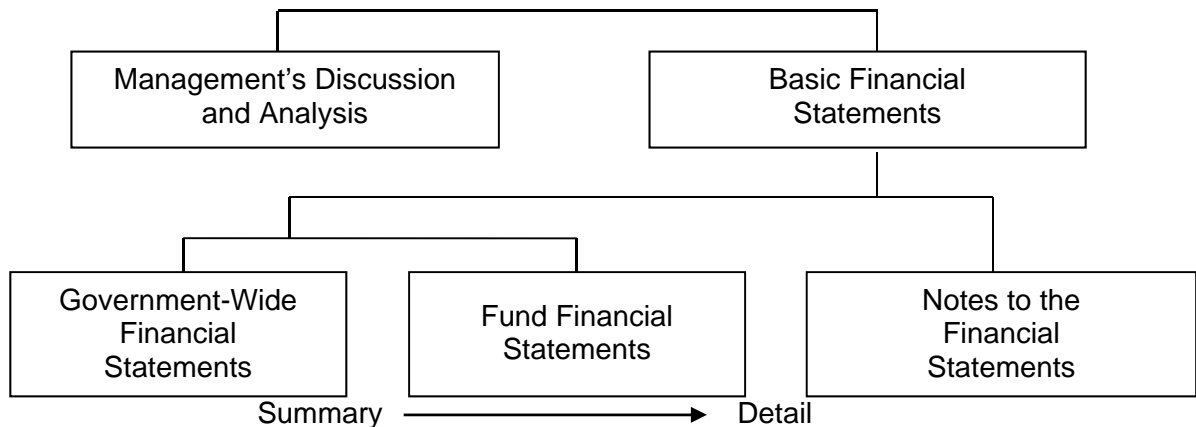 Management’s Discussion
and Analysis
Basic Financial
Statements
Government-Wide
Financial
Statements
Fund Financial
Statements
Notes to the
Financial
Statements
Summary
Detail